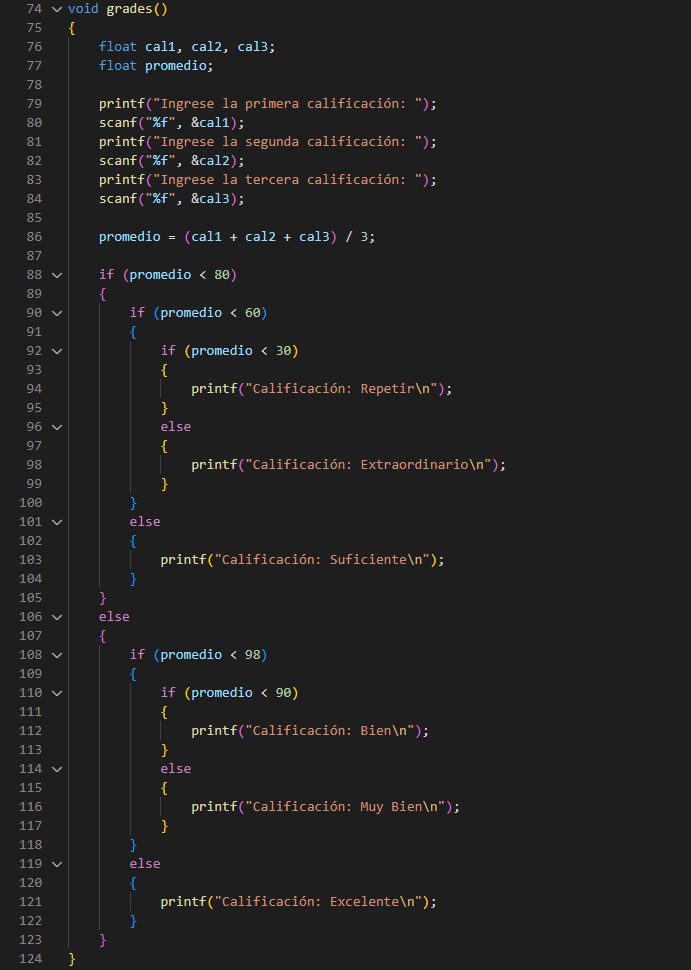 74 void grades()
75 {
76     float cal1, cal2, cal3;
77     float promedio;
78
79     printf("Ingrese la primera calificación: ");
80     scanf("%f", &cal1);
81     printf("Ingrese la segunda calificación: ");
82     scanf("%f", &cal2);
83     printf("Ingrese la tercera calificación: ");
84     scanf("%f", &cal3);
85
86     promedio = (cal1 + cal2 + cal3) / 3;
87
88     if (promedio < 80)
89     {
90         if (promedio < 60)
91         {
92             if (promedio < 30)
93             {
94                 printf("Calificación: Repetir\n");
95             }
96             else
97             {
98                 printf("Calificación: Extraordinario\n");
99             }
100         }
101         else
102         {
103             printf("Calificación: Suficiente\n");
104         }
105     }
106     else
107     {
108         if (promedio < 98)
109         {
110             if (promedio < 90)
111             {
112                 printf("Calificación: Bien\n");
113             }
114             else
115             {
116                 printf("Calificación: Muy Bien\n");
117             }
118         }
119         else
120         {
121             printf("Calificación: Excelente\n");
122         }
123     }
124 }